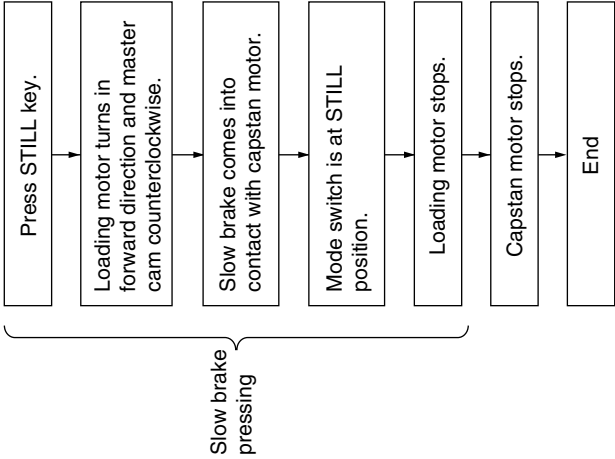 Press STILL key.
Loading motor turns in
forward direction and master
cam counterclockwise.
Slow brake comes into
contact with capstan motor.
Mode switch is at STILL
position.
Loading motor stops.
Capstan motor stops.
End
Slow brake
pressing